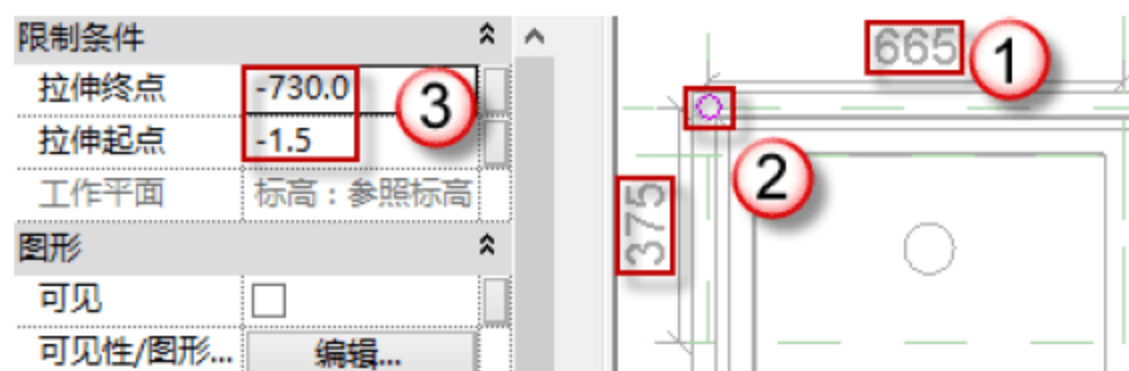 限制条件
拉伸终点 -730.0
拉伸起点 -1.5
工作平面 标高：参照标高
图形
可见
可见性/图形... 编辑...
3
665 1
2
375